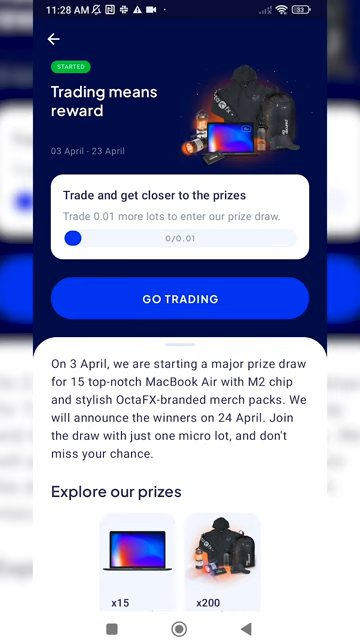 11:28 AM
33
STARTED
Trading means
reward
03 April - 23 April
Trade and get closer to the prizes
Trade 0.01 more lots to enter our prize draw.
0/0.01
GO TRADING
On 3 April, we are starting a major prize draw
for 15 top-notch MacBook Air with M2 chip
and stylish OctaFX-branded merch packs. We
will announce the winners on 24 April. Join
the draw with just one micro lot, and don't
miss your chance.
Explore our prizes
x15
x200